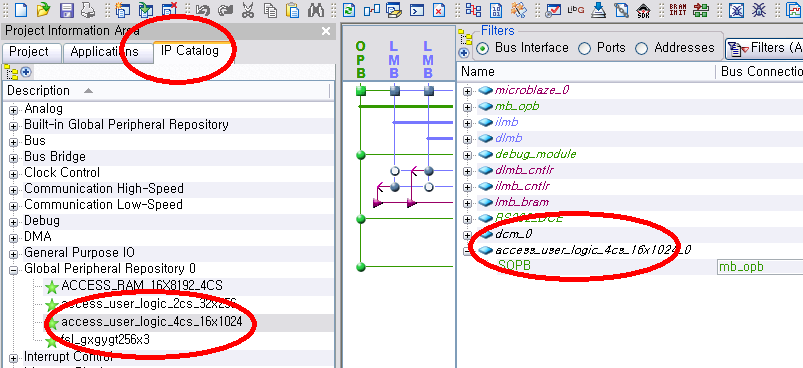 Project Information Area
Project
Applications
IP Catalog
Description
Analog
Built-in Global Peripheral Repository
Bus
Bus Bridge
Clock Control
Communication High-Speed
Communication Low-Speed
Debug
DMA
General Purpose IO
Global Peripheral Repository 0
ACCESS_RAM_16X8192_4CS
access_user_logic_2cs_32x256
access_user_logic_4cs_16x1024
fsl_gxgygt256x3
Interrupt Control
O P B
L M B
L M B
SDK
BRAM INIT
Filters
Bus Interface
Ports
Addresses
Filters (A
Name
Bus Connection
microblaze_0
mb_opb
ilmb
dlmb
debug_module
dlmb_cntlr
ilmb_cntlr
lmb_bram
RS232_DCE
dcm_0
access_user_logic_4cs_16x1024_0
SOPB
mb_opb